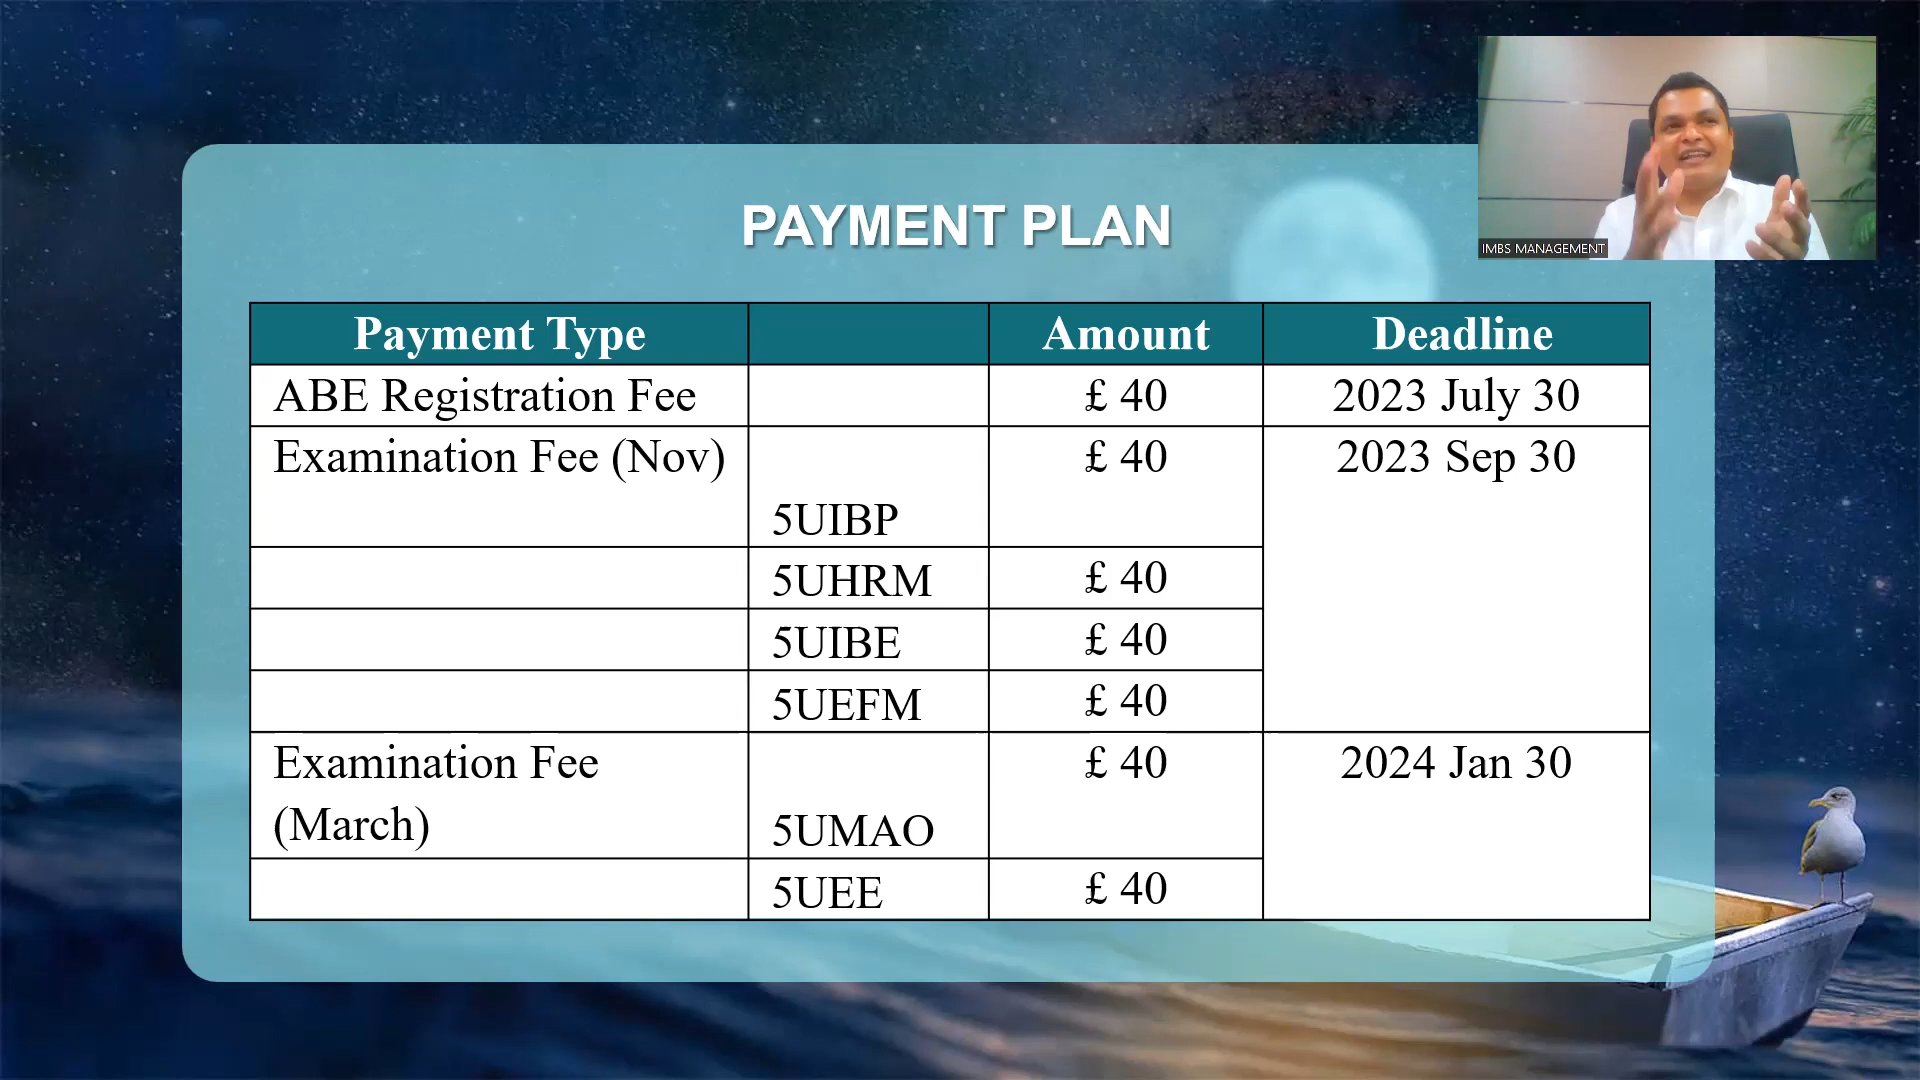 IMBS MANAGEMENT
PAYMENT PLAN
Payment Type Amount Deadline
ABE Registration Fee £ 40 2023 July 30
Examination Fee (Nov) £ 40 2023 Sep 30
5UIBP
5UHRM £ 40
5UIBE £ 40
5UEFM £ 40
Examination Fee £ 40 2024 Jan 30
(March) 5UMAO
5UEE £ 40